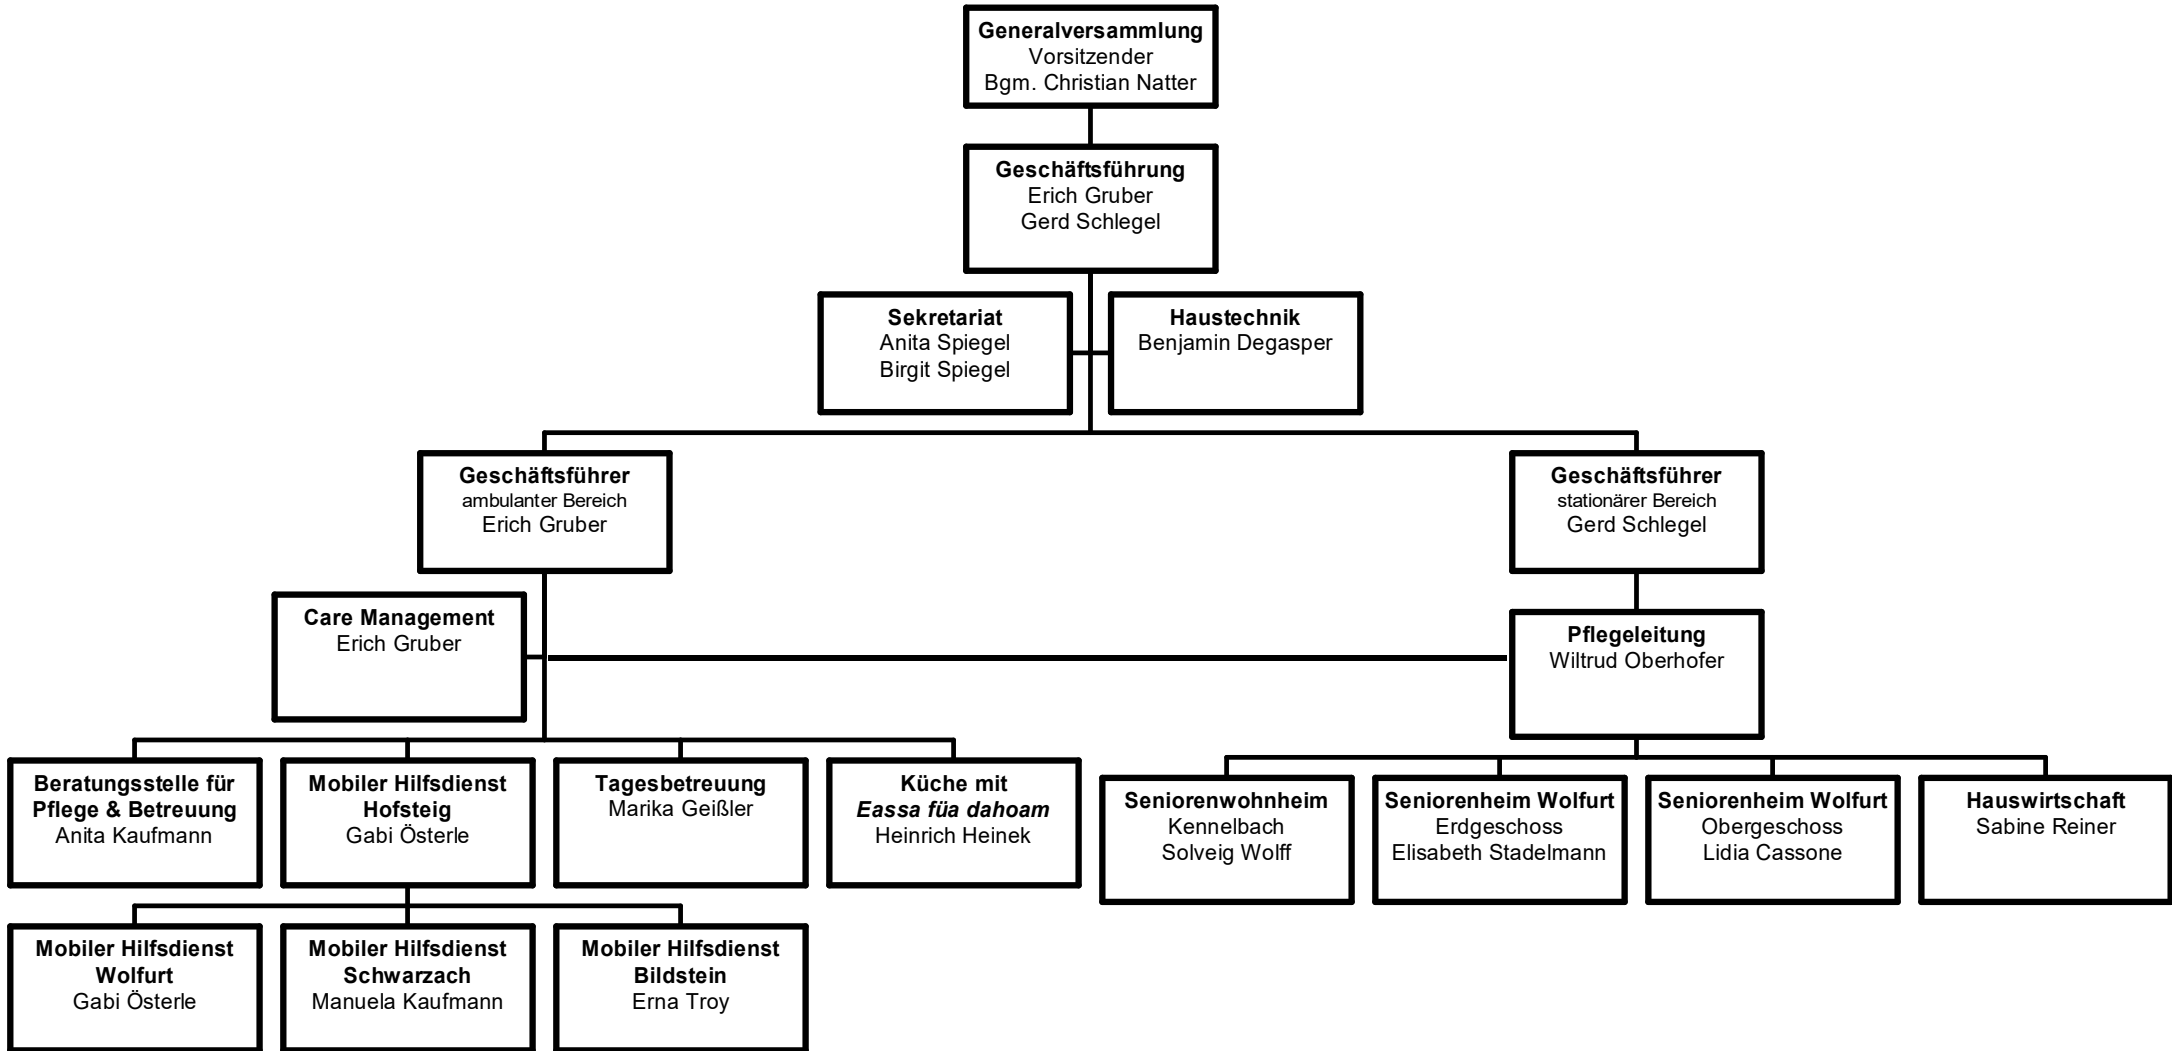 Generalversammlung
Vorsitzender
Bgm. Christian Natter
Geschäftsführung
Erich Gruber
Gerd Schlegel
Sekretariat
Anita Spiegel
Birgit Spiegel
Haustechnik
Benjamin Degasper
Geschäftsführer
ambulanter Bereich
Erich Gruber
Geschäftsführer
stationärer Bereich
Gerd Schlegel
Care Management
Erich Gruber
Pflegeleitung
Wiltrud Oberhofer
Beratungsstelle für
Pflege & Betreuung
Anita Kaufmann
Mobiler Hilfsdienst
Hofsteig
Gabi Österle
Tagesbetreuung
Marika Geißler
Küche mit
Eassa füa dahoam
Heinrich Heinek
Seniorenwohnheim
Kennelbach
Solveig Wolff
Seniorenheim Wolfurt
Erdgeschoss
Elisabeth Stadelmann
Seniorenheim Wolfurt
Obergeschoss
Lidia Cassone
Hauswirtschaft
Sabine Reiner
Mobiler Hilfsdienst
Wolfurt
Gabi Österle
Mobiler Hilfsdienst
Schwarzach
Manuela Kaufmann
Mobiler Hilfsdienst
Bildstein
Erna Troy